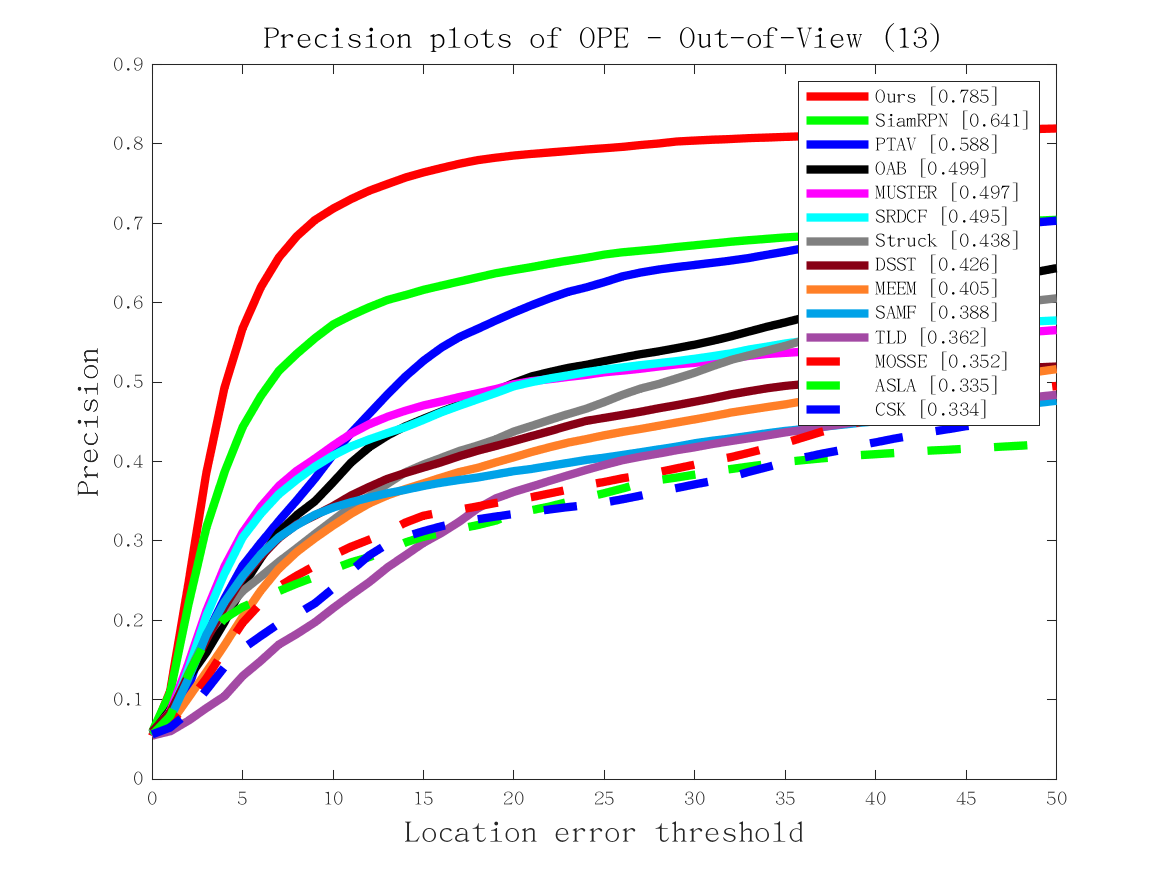 Precision plots of OPE - Out-of-View (13)
0.9
0.8
0.7
0.6
0.5
0.4
0.3
0.2
0.1
0
Precision
Ours [0.785]
SiamRPN [0.641]
PTAV [0.588]
OAB [0.499]
MUSTER [0.497]
SRDCF [0.495]
Struck [0.438]
DSST [0.426]
MEEM [0.405]
SAMF [0.388]
TLD [0.362]
MOSSE [0.352]
ASLA [0.335]
CSK [0.334]
0 5 10 15 20 25 30 35 40 45 50
Location error threshold